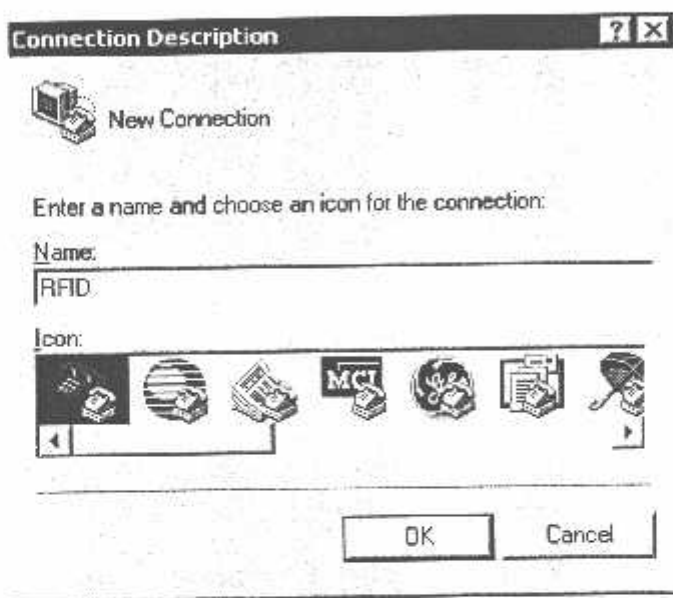 Connection Description
New Connection
Enter a name and choose an icon for the connection:
Name:
RFID
Icon:
MCI
OK
Cancel